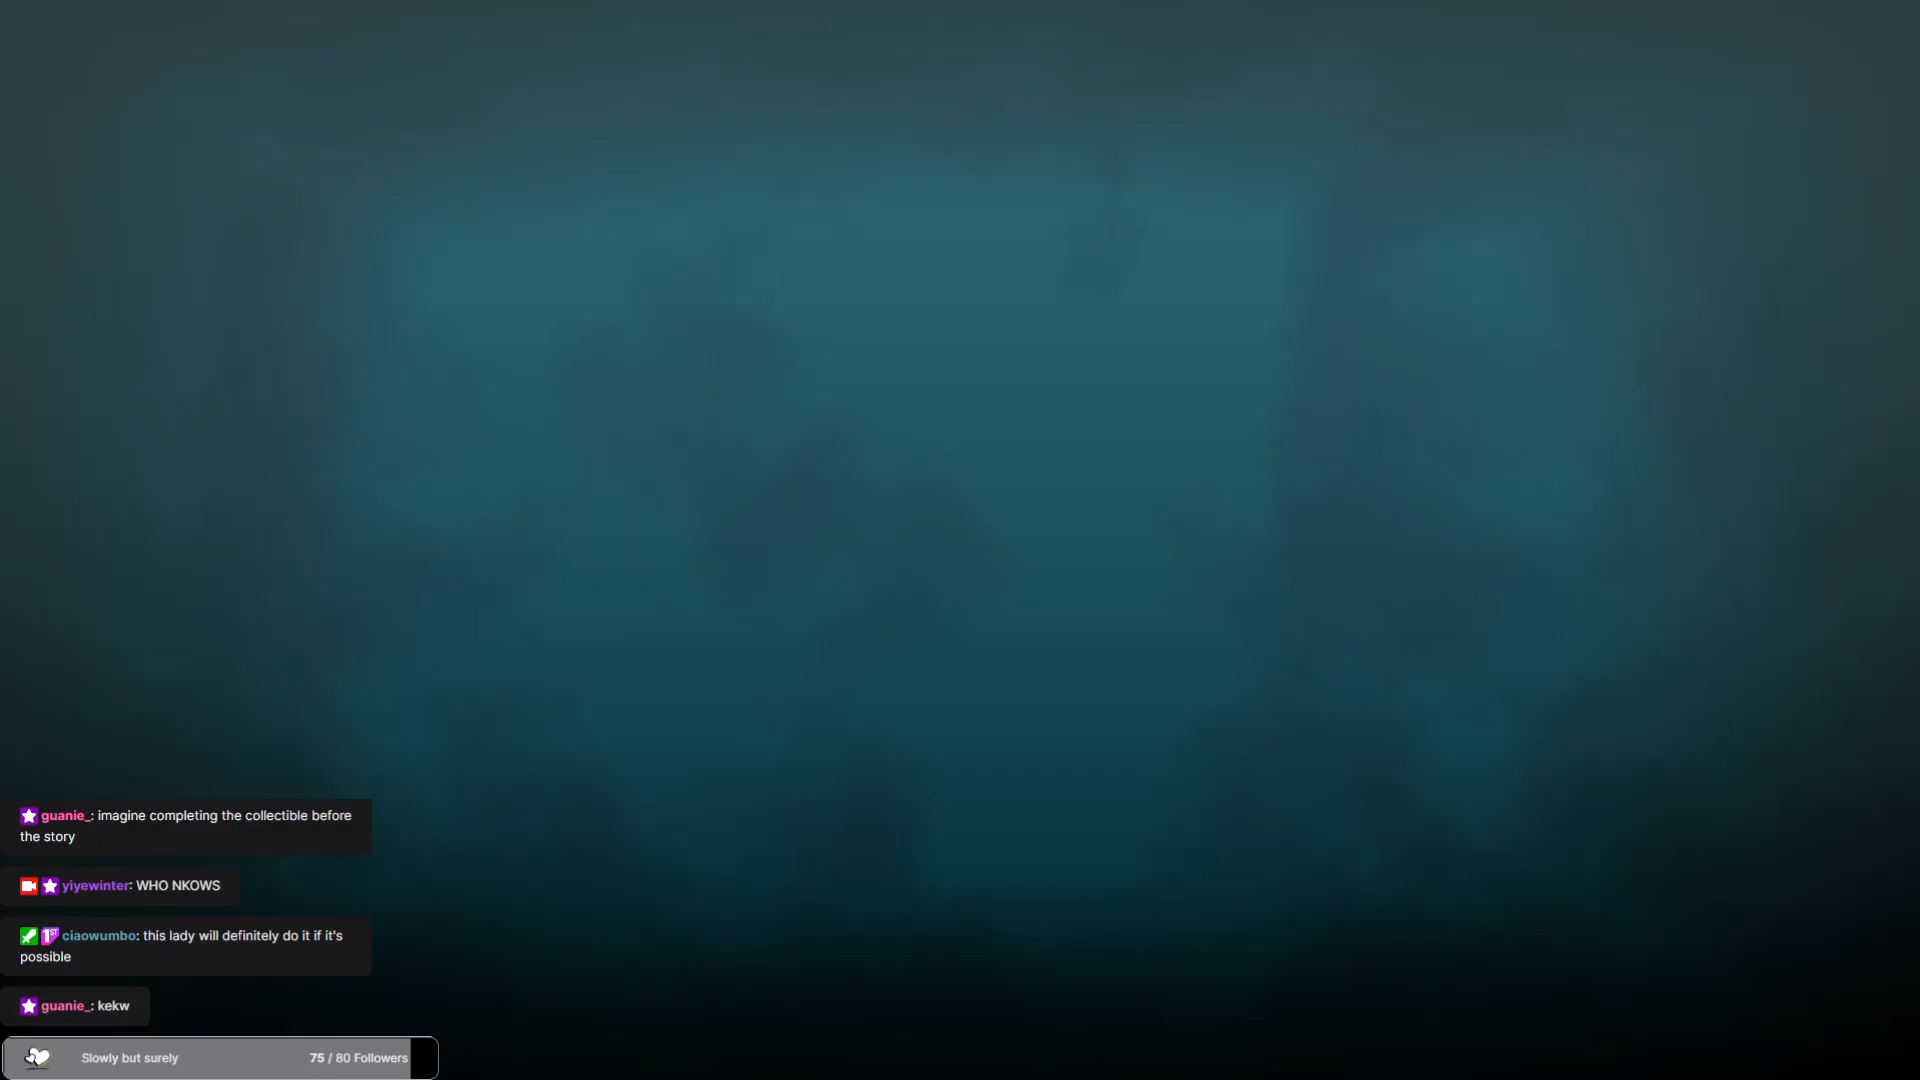 guanie_: imagine completing the collectible before
the story
yiyewinter: WHO NKOWS
1ST ciaowumbo: this lady will definitely do it if it's
possible
guanie_: kekw
Slowly but surely 75 / 80 Followers